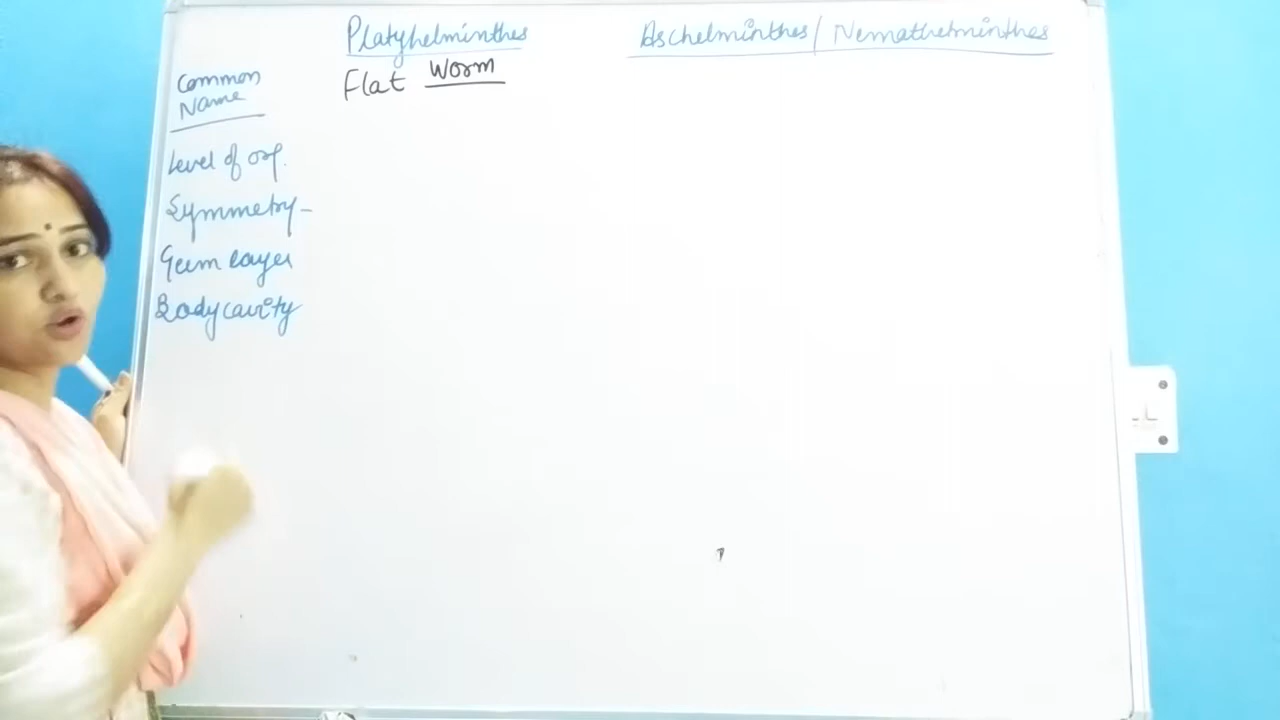 Platyhelminthes Aschelminthes / Nemathelminthes
Common Name Flat Worm
Level of org.
Symmetry -
Germ layer
Body cavity